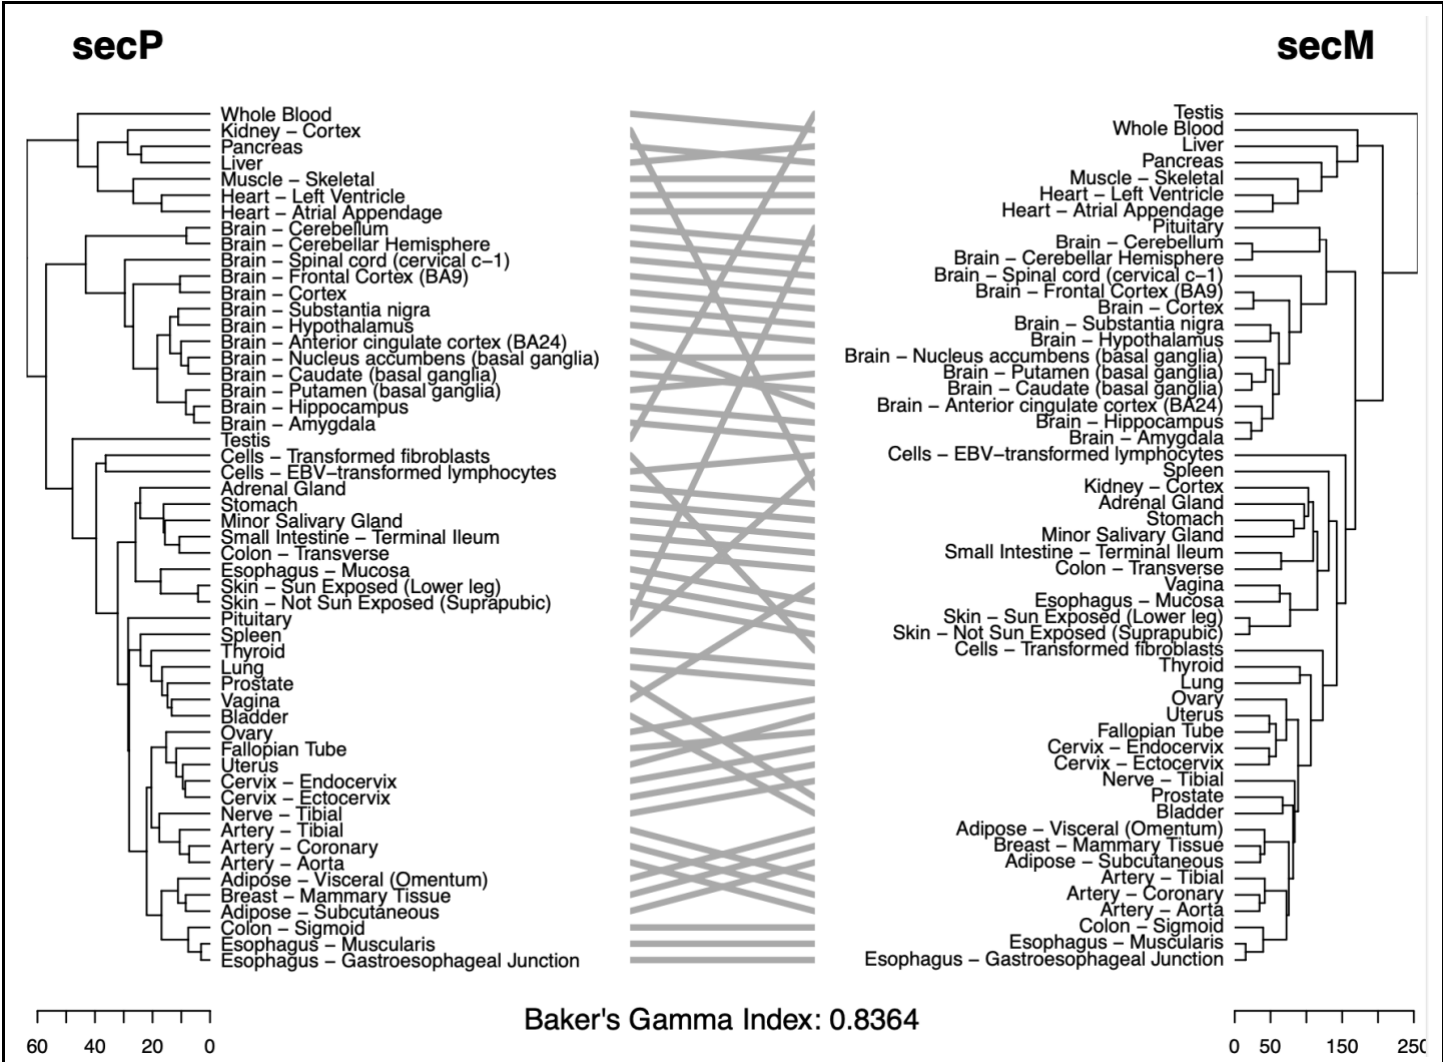 secP
secM
Whole Blood
Kidney – Cortex
Pancreas
Liver
Muscle – Skeletal
Heart – Left Ventricle
Heart – Atrial Appendage
Brain – Cerebellum
Brain – Cerebellar Hemisphere
Brain – Spinal cord (cervical c−1)
Brain – Frontal Cortex (BA9)
Brain – Cortex
Brain – Substantia nigra
Brain – Hypothalamus
Brain – Anterior cingulate cortex (BA24)
Brain – Nucleus accumbens (basal ganglia)
Brain – Caudate (basal ganglia)
Brain – Putamen (basal ganglia)
Brain – Hippocampus
Brain – Amygdala
Testis
Cells – Transformed fibroblasts
Cells – EBV−transformed lymphocytes
Adrenal Gland
Stomach
Minor Salivary Gland
Small Intestine – Terminal Ileum
Colon – Transverse
Esophagus – Mucosa
Skin – Sun Exposed (Lower leg)
Skin – Not Sun Exposed (Suprapubic)
Pituitary
Spleen
Thyroid
Lung
Prostate
Vagina
Bladder
Ovary
Fallopian Tube
Uterus
Cervix – Endocervix
Cervix – Ectocervix
Nerve – Tibial
Artery – Tibial
Artery – Coronary
Artery – Aorta
Adipose – Visceral (Omentum)
Breast – Mammary Tissue
Adipose – Subcutaneous
Colon – Sigmoid
Esophagus – Muscularis
Esophagus – Gastroesophageal Junction
Testis
Whole Blood
Liver
Pancreas
Muscle – Skeletal
Heart – Left Ventricle
Heart – Atrial Appendage
Pituitary
Brain – Cerebellum
Brain – Cerebellar Hemisphere
Brain – Spinal cord (cervical c−1)
Brain – Frontal Cortex (BA9)
Brain – Cortex
Brain – Substantia nigra
Brain – Hypothalamus
Brain – Nucleus accumbens (basal ganglia)
Brain – Putamen (basal ganglia)
Brain – Caudate (basal ganglia)
Brain – Anterior cingulate cortex (BA24)
Brain – Hippocampus
Brain – Amygdala
Cells – EBV−transformed lymphocytes
Spleen
Kidney – Cortex
Adrenal Gland
Stomach
Minor Salivary Gland
Small Intestine – Terminal Ileum
Colon – Transverse
Vagina
Esophagus – Mucosa
Skin – Sun Exposed (Lower leg)
Skin – Not Sun Exposed (Suprapubic)
Cells – Transformed fibroblasts
Thyroid
Lung
Ovary
Uterus
Fallopian Tube
Cervix – Endocervix
Cervix – Ectocervix
Nerve – Tibial
Prostate
Bladder
Adipose – Visceral (Omentum)
Breast – Mammary Tissue
Adipose – Subcutaneous
Artery – Tibial
Artery – Coronary
Artery – Aorta
Colon – Sigmoid
Esophagus – Muscularis
Esophagus – Gastroesophageal Junction
60 40 20 0
Baker's Gamma Index: 0.8364
0 50 150 250